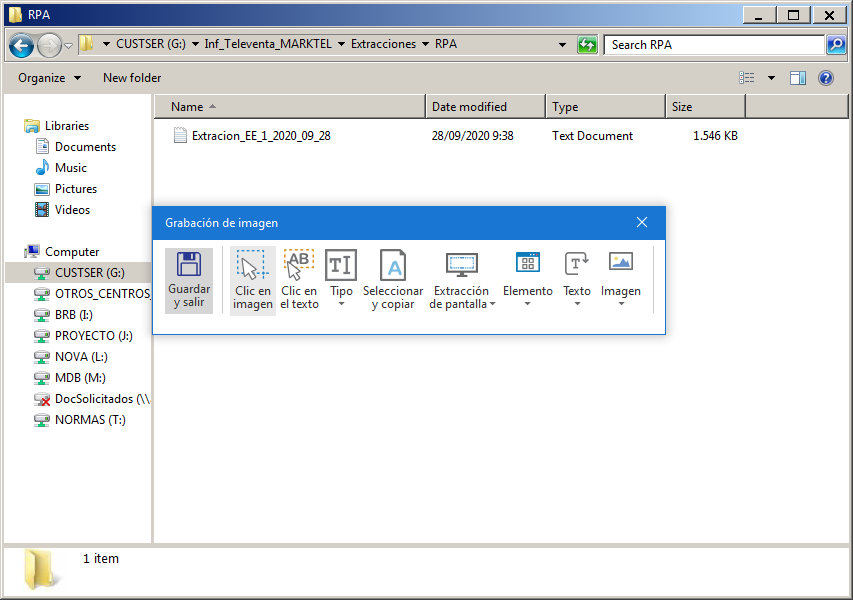 RPA
CUSTSER (G:) Inf_Televenta_MARKTEL Extracciones RPA
Search RPA
Organize New folder
Name Date modified Type Size
Extracion_EE_1_2020_09_28 28/09/2020 9:38 Text Document 1.546 KB
Libraries
Documents
Music
Pictures
Videos
Computer
CUSTSER (G:)
OTROS_CENTROS_
BRB (I:)
PROYECTO (J:)
NOVA (L:)
MDB (M:)
DocSolicitados (\\
NORMAS (T:)
Grabación de imagen
Guardar
y salir
Clic en
imagen
AB
Clic en
el texto
TI
Tipo
A
Seleccionar
y copiar
Extracción
de pantalla
Elemento
T
Texto
Imagen
1 item